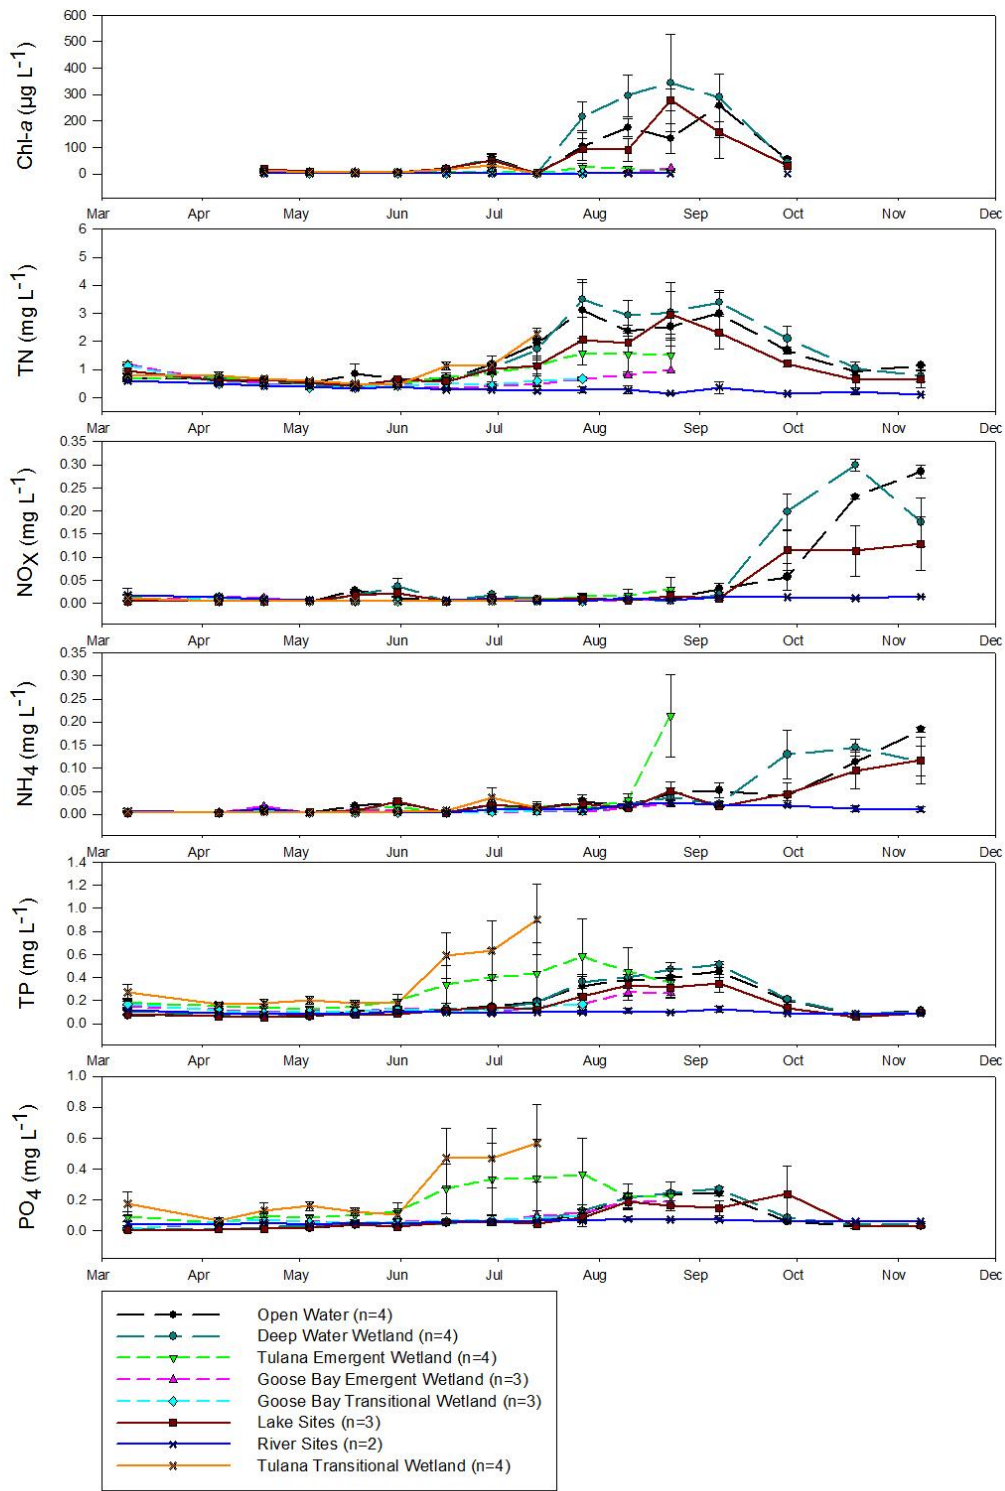 600
500
400
300
200
100
0
Chl-a (µg L-1)
Mar Apr May Jun Jul Aug Sep Oct Nov Dec
6
5
4
3
2
1
0
TN (mg L-1)
Mar Apr May Jun Jul Aug Sep Oct Nov Dec
0.35
0.30
0.25
0.20
0.15
0.10
0.05
0.00
NOX (mg L-1)
Mar Apr May Jun Jul Aug Sep Oct Nov Dec
0.35
0.30
0.25
0.20
0.15
0.10
0.05
0.00
NH4 (mg L-1)
Mar Apr May Jun Jul Aug Sep Oct Nov Dec
1.4
1.2
1.0
0.8
0.6
0.4
0.2
0.0
TP (mg L-1)
Mar Apr May Jun Jul Aug Sep Oct Nov Dec
1.0
0.8
0.6
0.4
0.2
0.0
PO4 (mg L-1)
Mar Apr May Jun Jul Aug Sep Oct Nov Dec
Open Water (n=4)
Deep Water Wetland (n=4)
Tulana Emergent Wetland (n=4)
Goose Bay Emergent Wetland (n=3)
Goose Bay Transitional Wetland (n=3)
Lake Sites (n=3)
River Sites (n=2)
Tulana Transitional Wetland (n=4)